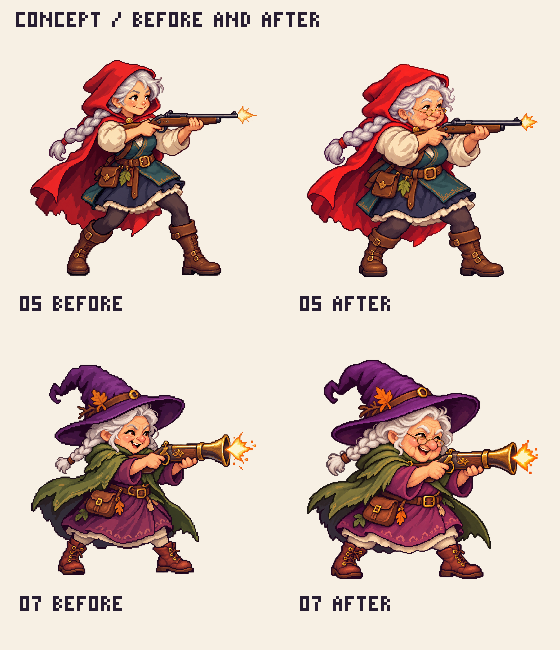 CONCEPT / BEFORE AND AFTER
05 BEFORE
05 AFTER
07 BEFORE
07 AFTER